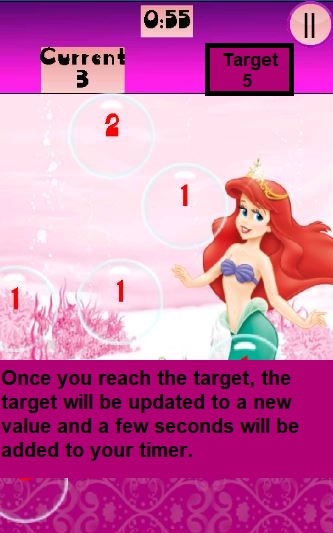 0:55
Current
3
Target
5
2
1
1
1
1
Once you reach the target, the
target will be updated to a new
value and a few seconds will be
added to your timer.